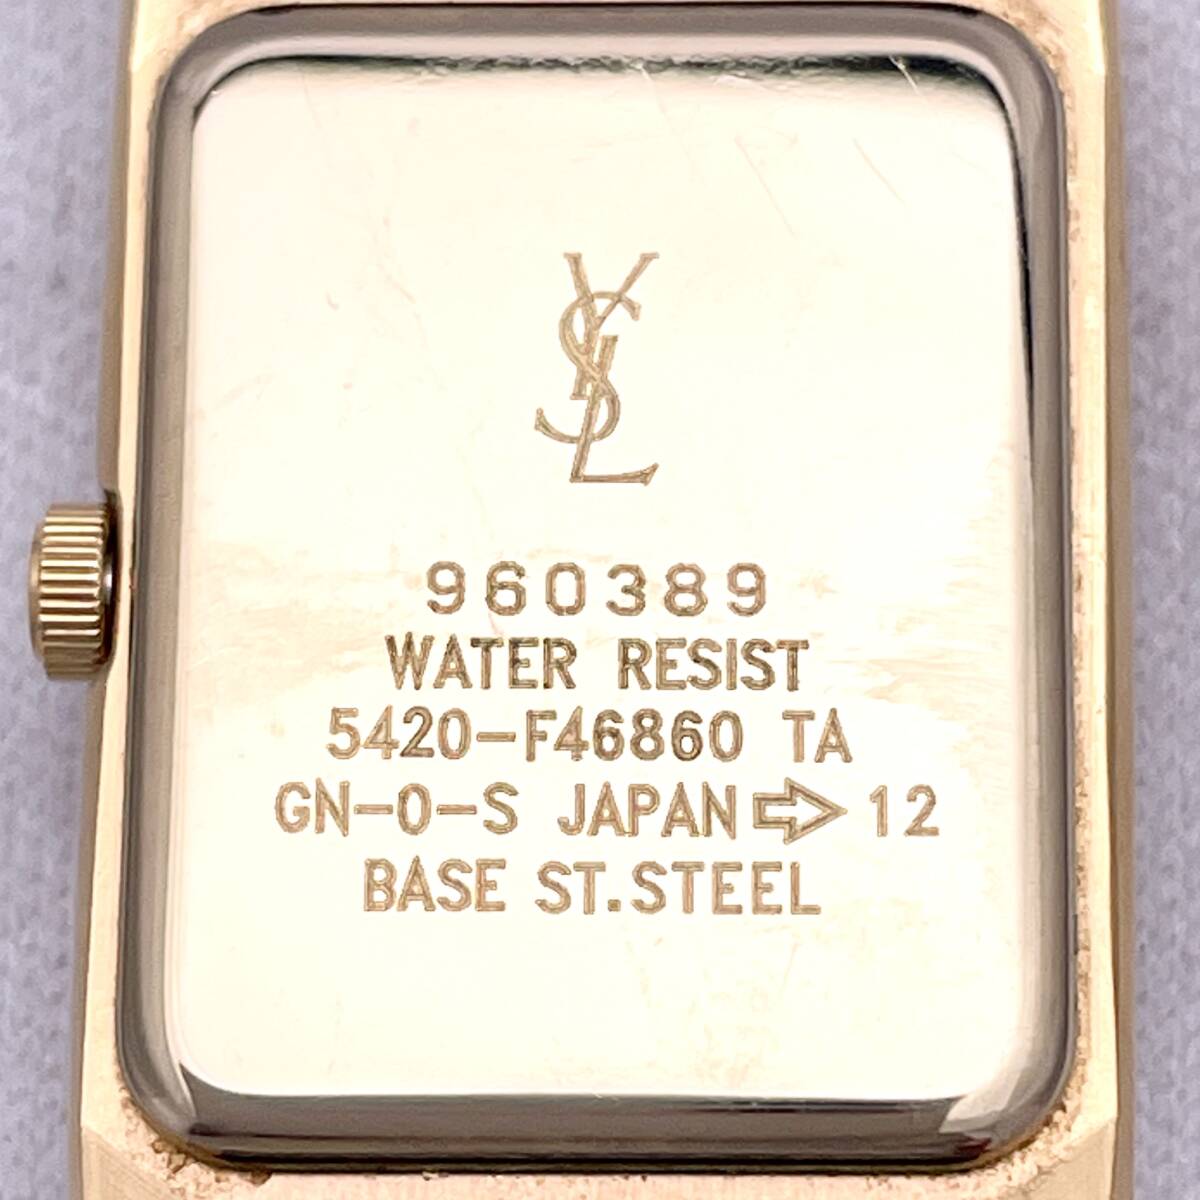 YSL
960389
WATER RESIST
5420-F46860 TA
GN-0-S JAPAN⇨12
BASE ST.STEEL